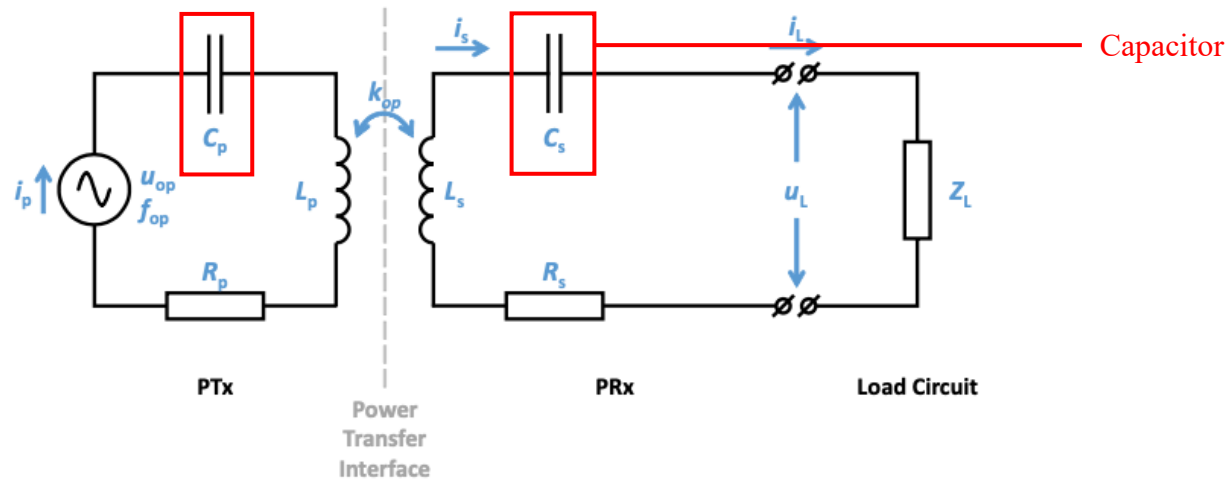 i_s
i_L
Capacitor
k_op
C_p
C_s
i_p
u_op
f_op
L_p
L_s
u_L
Z_L
R_p
R_s
PTx
PRx
Load Circuit
Power
Transfer
Interface